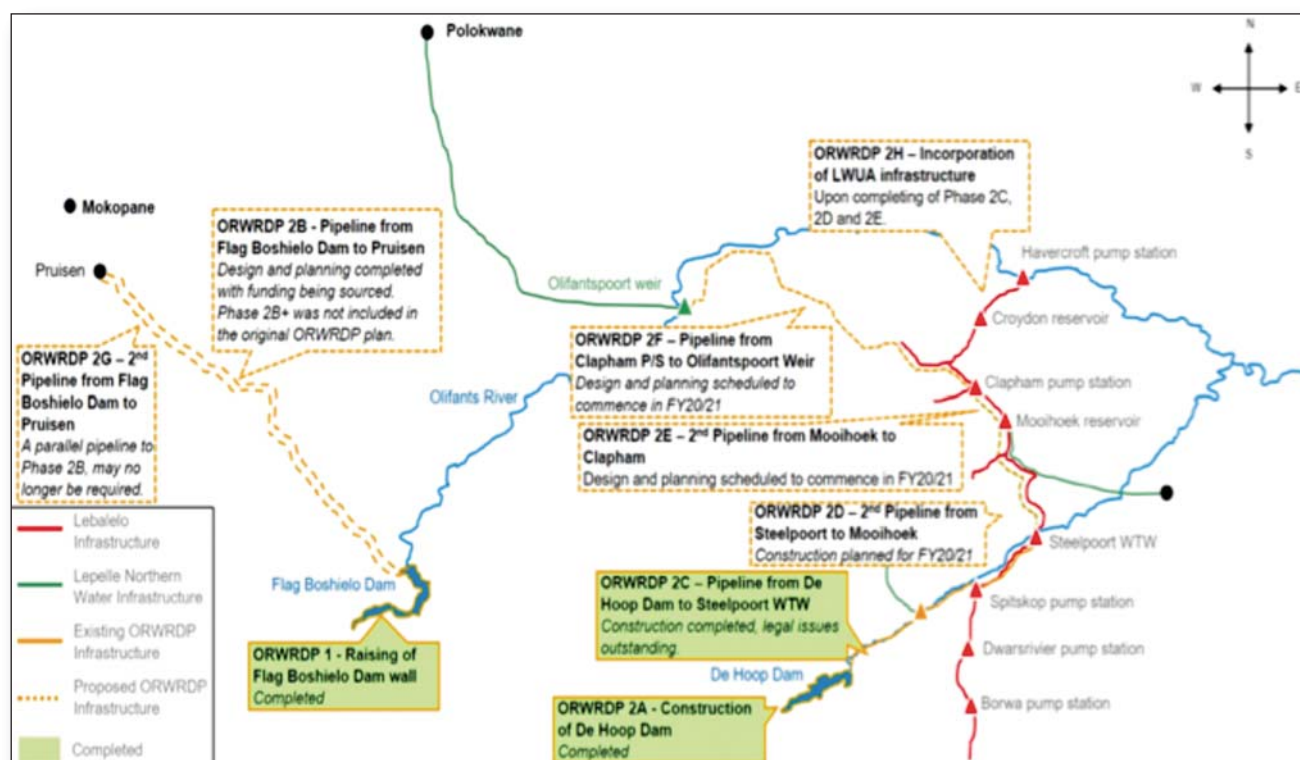 Polokwane
N
W
E
S
Mokopane
Pruisen
ORWRDP 2B - Pipeline from
Flag Boshielo Dam to Pruisen
Design and planning completed
with funding being sourced.
Phase 2B+ was not included in
the original ORWRDP plan.
ORWRDP 2H – Incorporation
of LWUA infrastructure
Upon completing of Phase 2C,
2D and 2E.
Havercroft pump station
Olifantspoort weir
Croydon reservoir
ORWRDP 2G – 2nd
Pipeline from Flag
Boshielo Dam to
Pruisen
A parallel pipeline to
Phase 2B, may no
longer be required.
ORWRDP 2F – Pipeline from
Clapham P/S to Olifantspoort Weir
Design and planning scheduled to
commence in FY20/21
Clapham pump station
Olifants River
Mooihoek reservoir
ORWRDP 2E – 2nd Pipeline from Mooihoek to
Clapham
Design and planning scheduled to commence in FY20/21
ORWRDP 2D – 2nd Pipeline from
Steelpoort to Mooihoek
Construction planned for FY20/21
Steelpoort WTW
Flag Boshielo Dam
ORWRDP 2C – Pipeline from De
Hoop Dam to Steelpoort WTW
Construction completed, legal issues
outstanding.
Spitskop pump station
ORWRDP 1 - Raising of
Flag Boshielo Dam wall
Completed
Dwarsrivier pump station
De Hoop Dam
ORWRDP 2A - Construction
of De Hoop Dam
Completed
Borwa pump station
Lebalelo
Infrastructure
Lepelle Northern
Water Infrastructure
Existing ORWRDP
Infrastructure
Proposed ORWRDP
Infrastructure
Completed